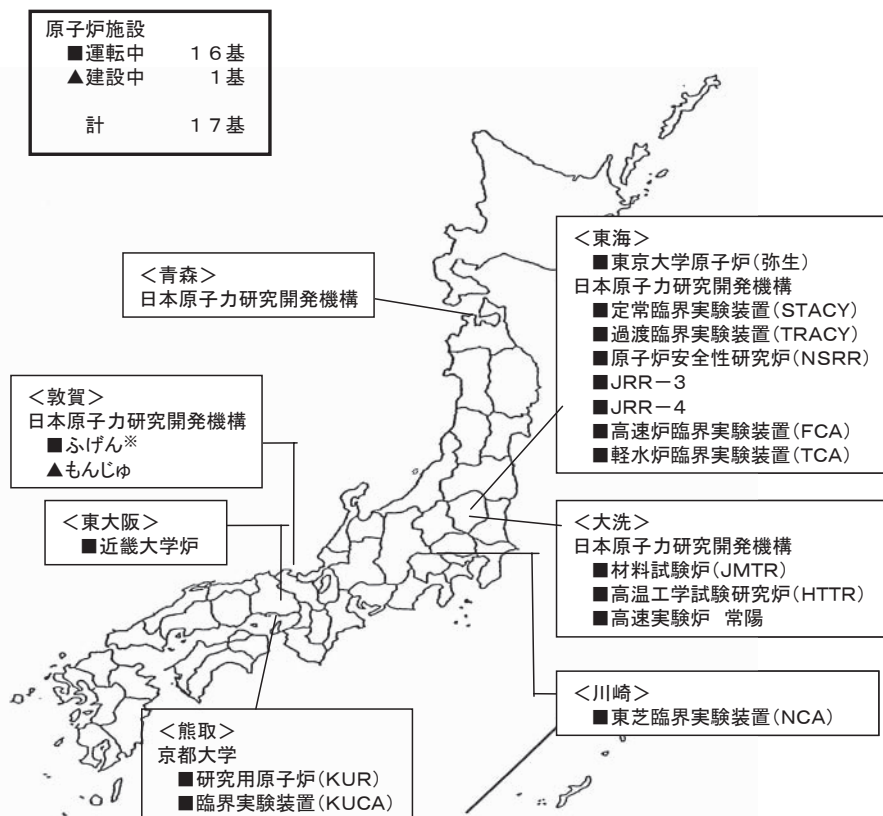 原子炉施設
■運転中 16基
▲建設中 1基
計 17基
<青森>
日本原子力研究開発機構
<敦賀>
日本原子力研究開発機構
■ふげん※
▲もんじゅ
<東大阪>
■近畿大学炉
<熊取>
京都大学
■研究用原子炉(KUR)
■臨界実験装置(KUCA)
<東海>
■東京大学原子炉(弥生)
日本原子力研究開発機構
■定常臨界実験装置(STACY)
■過渡臨界実験装置(TRACY)
■原子炉安全性研究炉(NSRR)
■JRR-3
■JRR-4
■高速炉臨界実験装置(FCA)
■軽水炉臨界実験装置(TCA)
<大洗>
日本原子力研究開発機構
■材料試験炉(JMTR)
■高温工学試験研究炉(HTTR)
■高速実験炉 常陽
<川崎>
■東芝臨界実験装置(NCA)